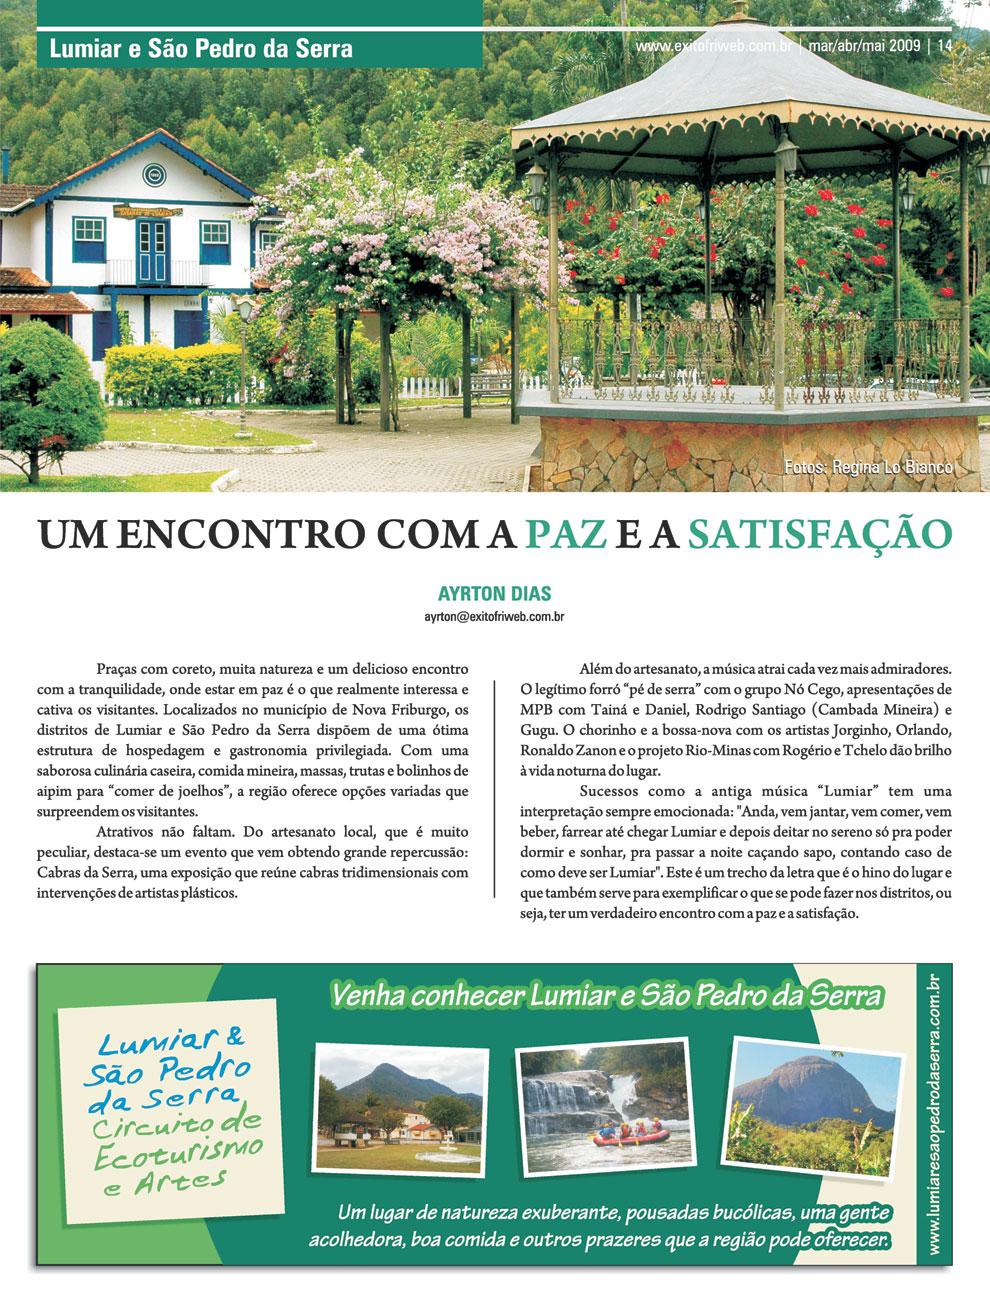 Lumiar e São Pedro da Serra
www.exitofriweb.com.br | mar/abr/mai 2009 | 14
Fotos: Regina Lo Bianco
UM ENCONTRO COM A PAZ E A SATISFAÇÃO
AYRTON DIAS
ayrton@exitofriweb.com.br
Praças com coreto, muita natureza e um delicioso encontro
com a tranquilidade, onde estar em paz é o que realmente interessa e
cativa os visitantes. Localizados no município de Nova Friburgo, os
distritos de Lumiar e São Pedro da Serra dispõem de uma ótima
estrutura de hospedagem e gastronomia privilegiada. Com uma
saborosa culinária caseira, comida mineira, massas, trutas e bolinhos de
aipim para “comer de joelhos”, a região oferece opções variadas que
surpreendem os visitantes.
Atrativos não faltam. Do artesanato local, que é muito
peculiar, destaca-se um evento que vem obtendo grande repercussão:
Cabras da Serra, uma exposição que reúne cabras tridimensionais com
intervenções de artistas plásticos.
Além do artesanato, a música atrai cada vez mais admiradores.
O legítimo forró “pé de serra” com o grupo Nó Cego, apresentações de
MPB com Tainá e Daniel, Rodrigo Santiago (Cambada Mineira) e
Gugu. O chorinho e a bossa-nova com os artistas Jorginho, Orlando,
Ronaldo Zanon e o projeto Rio-Minas com Rogério e Tchelo dão brilho
à vida noturna do lugar.
Sucessos como a antiga música “Lumiar” tem uma
interpretação sempre emocionada: "Anda, vem jantar, vem comer, vem
beber, farrear até chegar Lumiar e depois deitar no sereno só pra poder
dormir e sonhar, pra passar a noite caçando sapo, contando caso de
como deve ser Lumiar". Este é um trecho da letra que é o hino do lugar e
que também serve para exemplificar o que se pode fazer nos distritos, ou
seja, ter um verdadeiro encontro com a paz e a satisfação.
Lumiar &
São Pedro
da Serra
Circuito de
Ecoturismo
e Artes
Venha conhecer Lumiar e São Pedro da Serra
Um lugar de natureza exuberante, pousadas bucólicas, uma gente
acolhedora, boa comida e outros prazeres que a região pode oferecer.
www.lumiaresaopedrodaserra.com.br